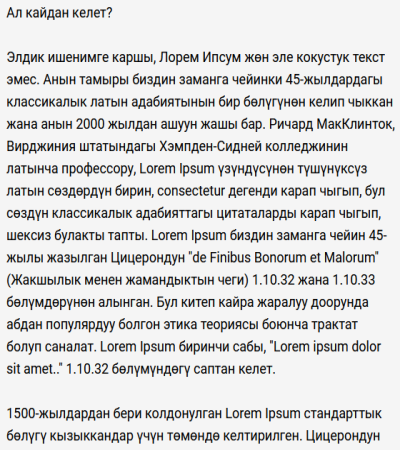 Ал кайдан келет?
Элдик ишенимге каршы, Лорем Ипсум жөн эле кокустук текст
эмес. Анын тамыры биздин заманга чейинки 45-жылдардагы
классикалык латын адабиятынын бир бөлүгүнөн келип чыккан
жана анын 2000 жылдан ашуун жашы бар. Ричард МакКлинток,
Вирджиния штатындагы Хэмпден-Сидней колледжинин
латынча профессору, Lorem Ipsum үзүндүсүнөн түшүнүксүз
латын сөздөрдүн бирин, consectetur дегенди карап чыгып, бул
сөздүн классикалык адабияттагы цитаталарды карап чыгып,
шексиз булакты тапты. Lorem Ipsum биздин заманга чейин 45-
жылы жазылган Цицерондун "de Finibus Bonorum et Malorum"
(Жакшылык менен жамандыктын чеги) 1.10.32 жана 1.10.33
бөлүмдөрүнөн алынган. Бул китеп кайра жаралуу доорунда
абдан популярдуу болгон этика теориясы боюнча трактат
болуп саналат. Lorem Ipsum биринчи сабы, "Lorem ipsum dolor
sit amet.." 1.10.32 бөлүмүндөгү саптан келет.
1500-жылдардан бери колдонулган Lorem Ipsum стандарттык
бөлүгү кызыккандар үчүн төмөндө келтирилген. Цицерондун